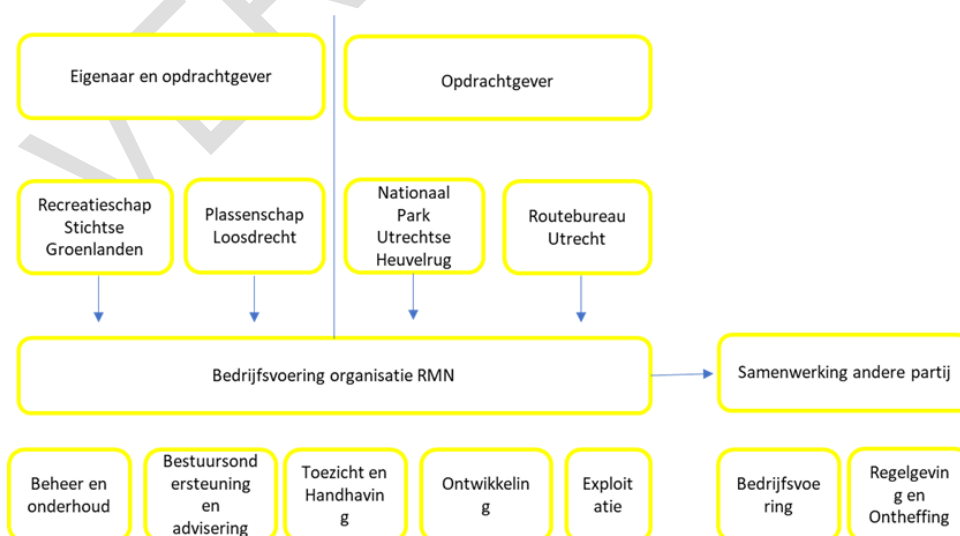 Eigenaar en opdrachtgever
Opdrachtgever
Recreatieschap
Stichtse
Groenlanden
Plassenschap
Loosdrecht
Nationaal
Park
Utrechtse
Heuvelrug
Routebureau
Utrecht
Bedrijfsvoering organisatie RMN
Samenwerking andere partij
Beheer en
onderhoud
Bestuursond
ersteuning
en
advisering
Toezicht en
Handhavin
g
Ontwikkelin
g
Exploit
atie
Bedrijfsvoe
ring
Regelgevin
g en
Ontheffing